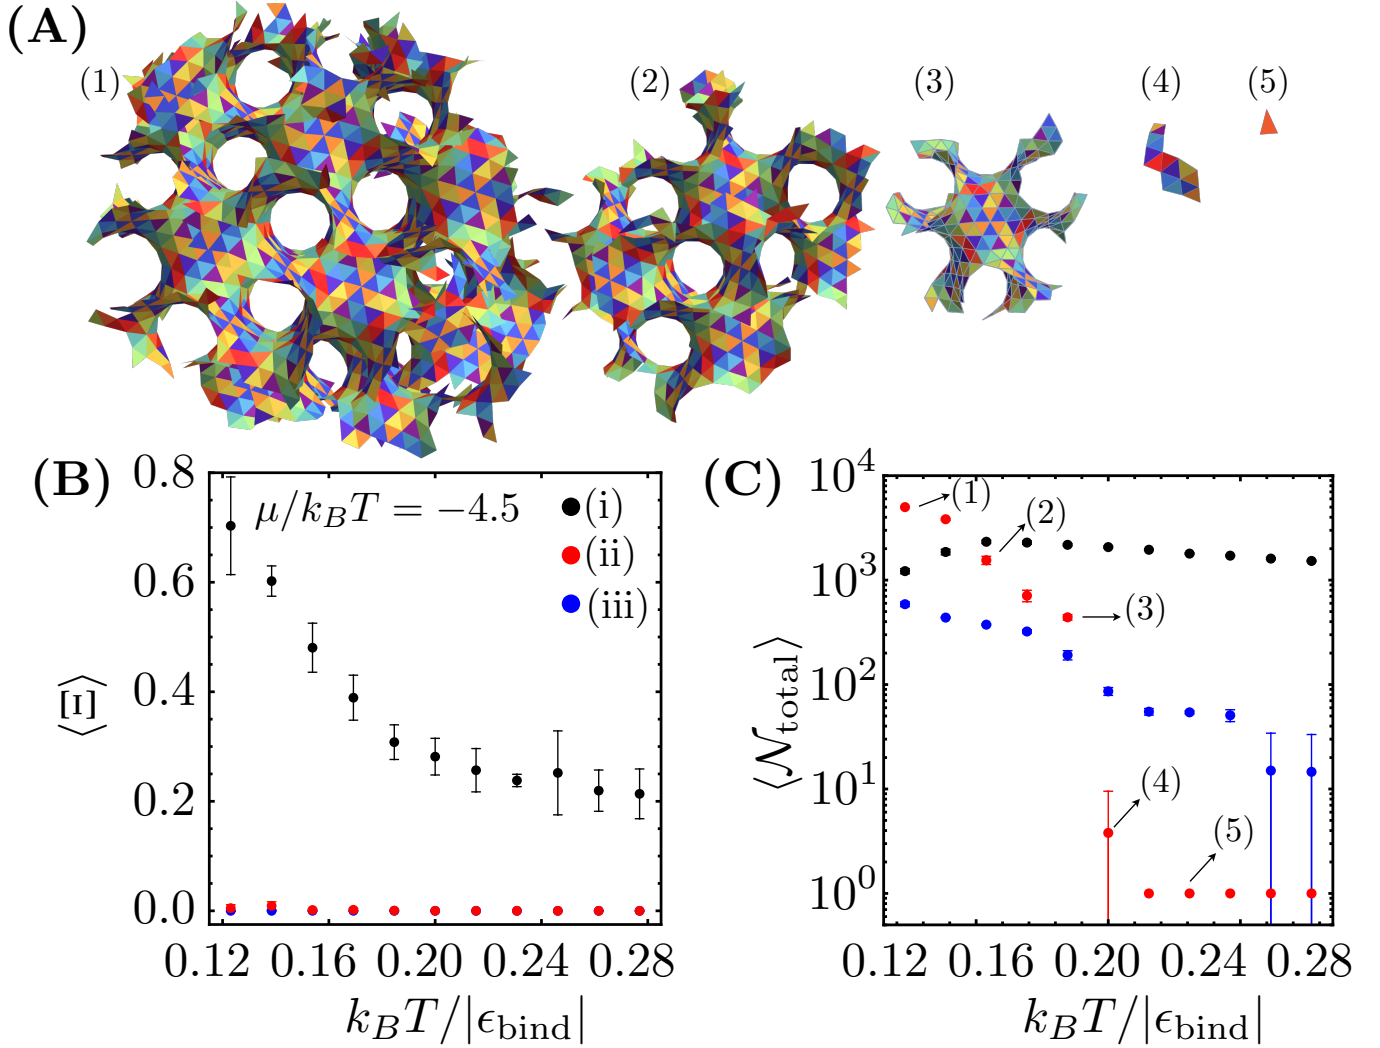 (A)
(1) (2) (3) (4) (5)
(B)
⟨Ξ⟩
0.8
0.6
0.4
0.2
0.0
μ/k_BT = −4.5
(i)
(ii)
(iii)
0.12 0.16 0.20 0.24 0.28
k_BT/|ϵ_bind|
(C)
⟨𝒩_total⟩
10^4
10^3
10^2
10^1
10^0
(1)
(2)
(3)
(4)
(5)
0.12 0.16 0.20 0.24 0.28
k_BT/|ϵ_bind|